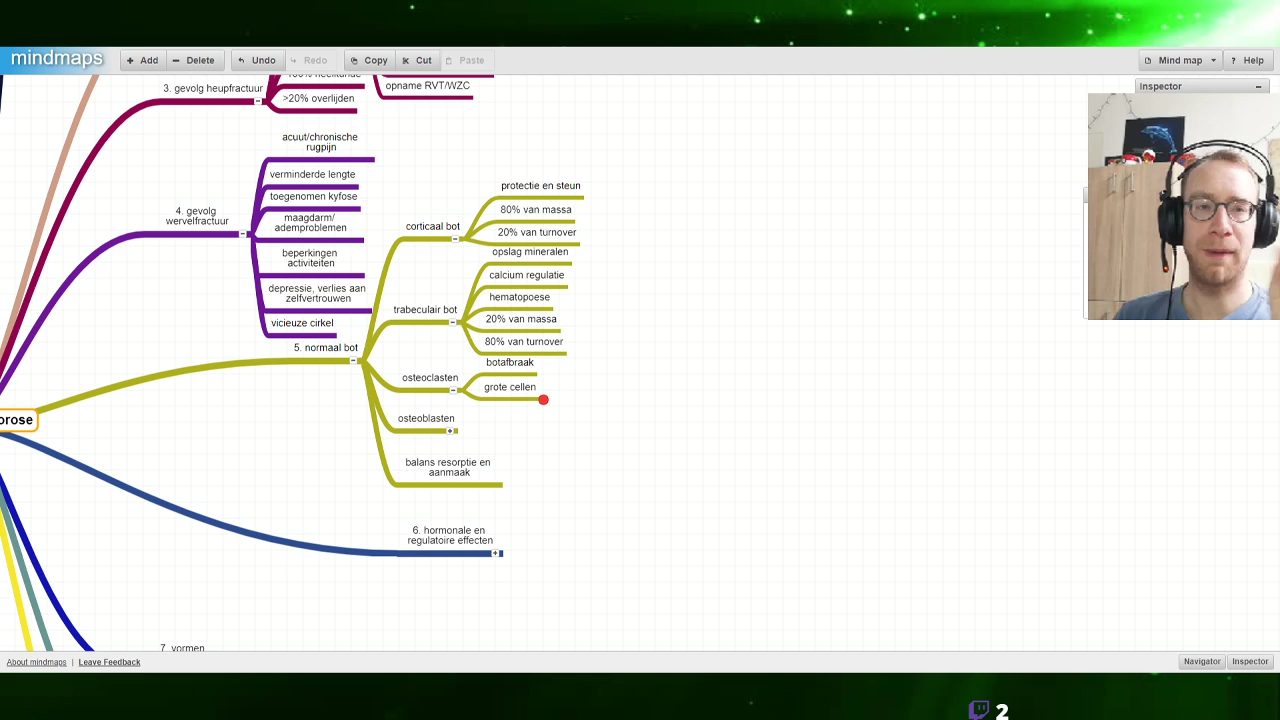 mindmaps
Add
Delete
Undo
Redo
Copy
Cut
Paste
Mind map
? Help
Inspector
3. gevolg heupfractuur
>20% overlijden
opname RVT/WZC
acuut/chronische
rugpijn
verminderde lengte
toegenomen kyfose
maagdarm/
ademproblemen
beperkingen
activiteiten
depressie, verlies aan
zelfvertrouwen
vicieuze cirkel
4. gevolg
wervelfractuur
5. normaal bot
corticaal bot
protectie en steun
80% van massa
20% van turnover
trabeculair bot
opslag mineralen
calcium regulatie
hematopoese
20% van massa
80% van turnover
osteoclasten
botafbraak
grote cellen
osteoblasten
balans resorptie en
aanmaak
orose
6. hormonale en
regulatoire effecten
7. vormen
About mindmaps | Leave Feedback
Navigator
Inspector
2